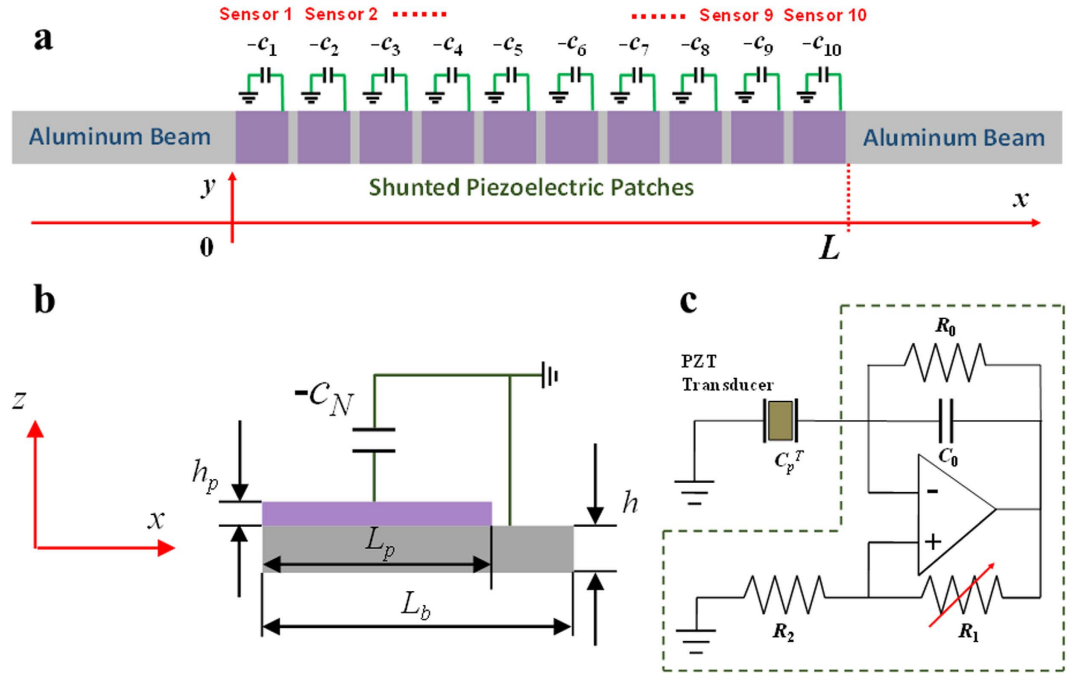 a
Sensor 1 Sensor 2 ...... ...... Sensor 9 Sensor 10
-c1 -c2 -c3 -c4 -c5 -c6 -c7 -c8 -c9 -c10
Aluminum Beam Aluminum Beam
Shunted Piezoelectric Patches
y x
0 L
b
-cN
z
hp h
x Lp
Lb
c
R0
PZT
Transducer
CpT C0
-
+
R2 R1